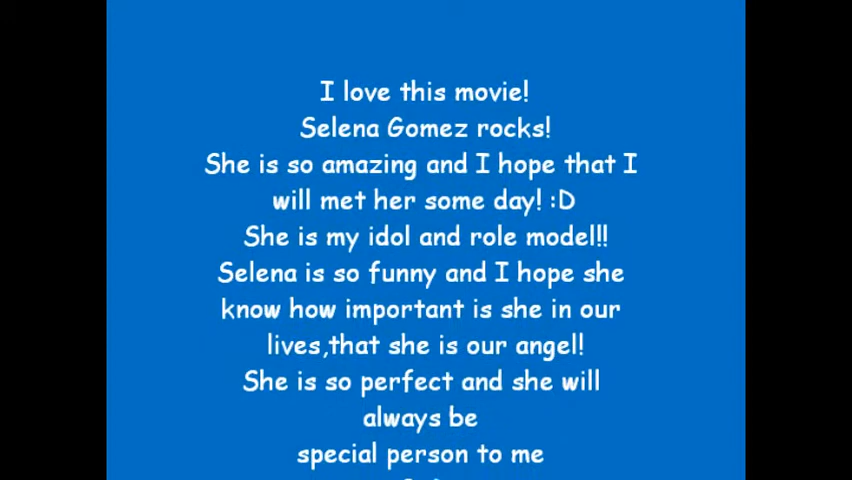 I love this movie!
Selena Gomez rocks!
She is so amazing and I hope that I
will met her some day! :D
She is my idol and role model!!
Selena is so funny and I hope she
know how important is she in our
lives,that she is our angel!
She is so perfect and she will
always be
special person to me